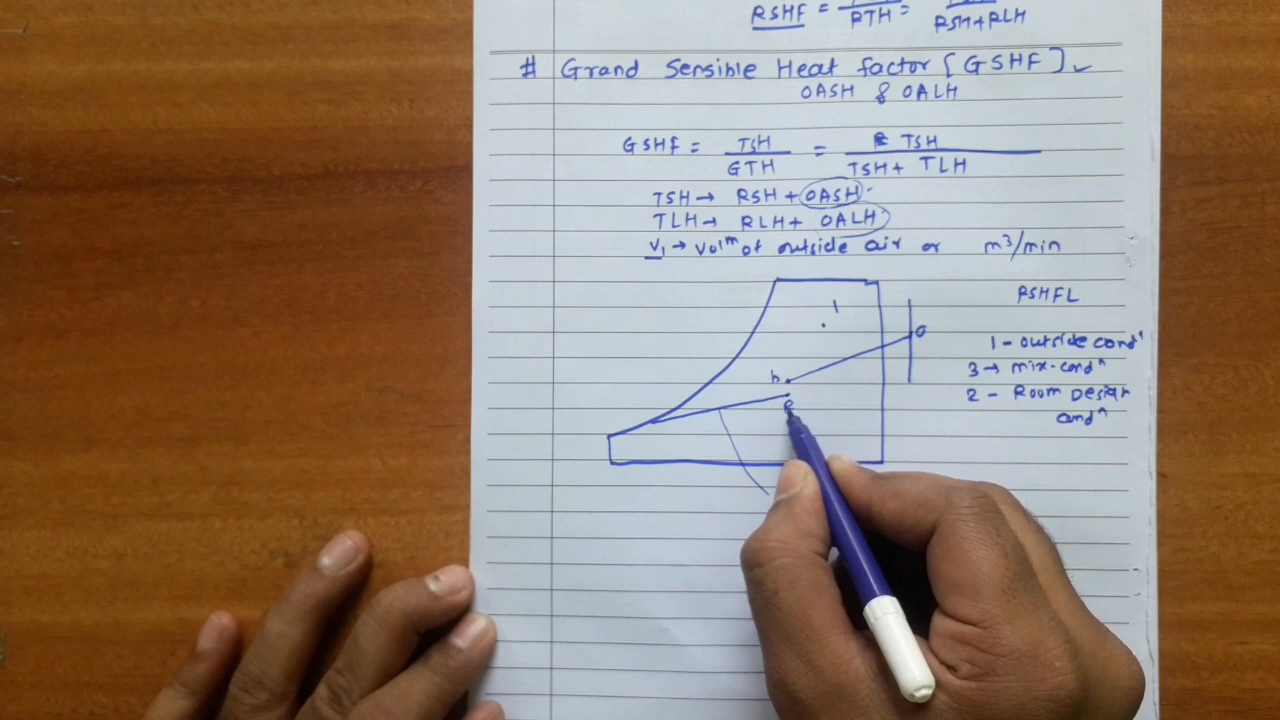 RSHF = RTH = RSH+RLH
# Grand Sensible Heat factor [GSHF]
OASH & OALH
GSHF = TSH / GTH = TSH / TSH + TLH
TSH → RSH + OASH
TLH → RLH + OALH
V1 → volm of outside air or m³/min
RSHFL
1
a
1 - outside condn
3 → mix-condn
h
2 - Room Design
R
condn